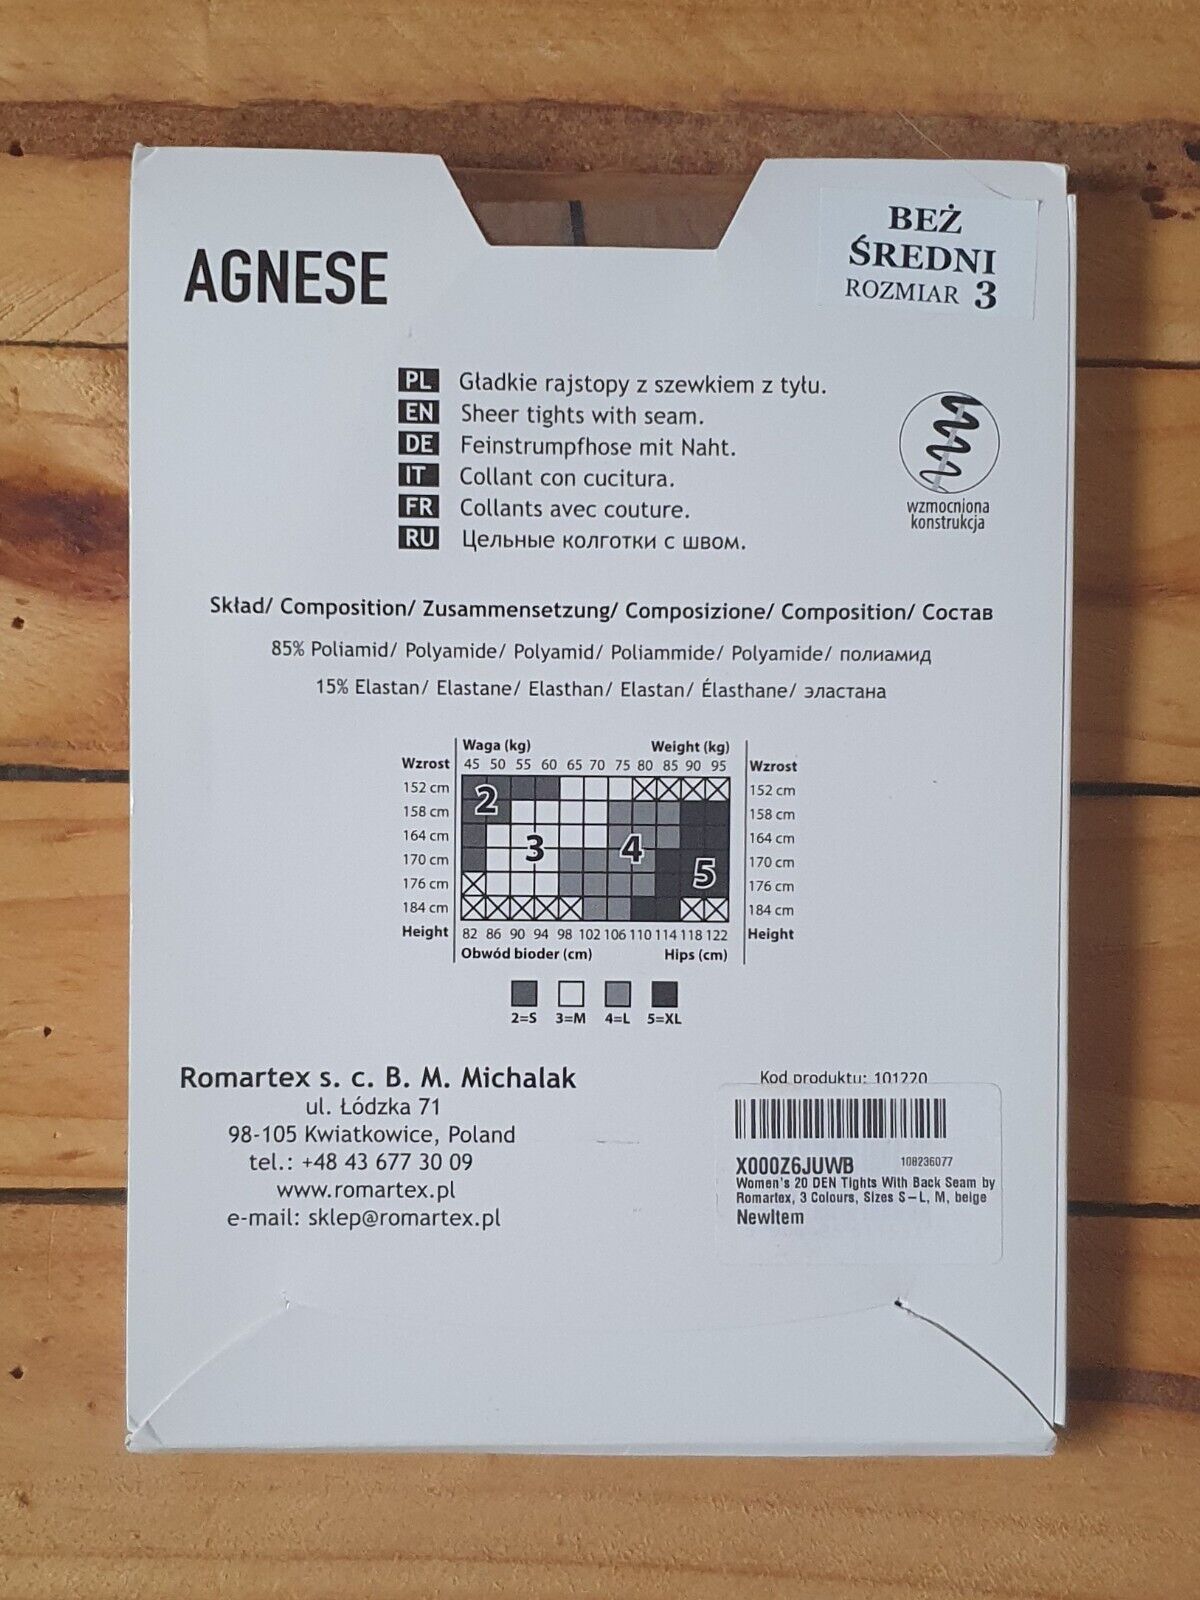 AGNESE
BEŻ
ŚREDNI
ROZMIAR 3
PL Gładkie rajstopy z szewkiem z tyłu.
EN Sheer tights with seam.
DE Feinstrumpfhose mit Naht.
IT Collant con cucitura.
FR Collants avec couture.
RU Цельные колготки с швом.
wzmocniona
konstrukcja
Skład/ Composition/ Zusammensetzung/ Composizione/ Composition/ Состав
85% Poliamid/ Polyamide/ Polyamid/ Poliammide/ Polyamide/ полиамид
15% Elastan/ Elastane/ Elasthan/ Elastan/ Élasthane/ эластана
Waga (kg) Weight (kg)
Wzrost 45 50 55 60 65 70 75 80 85 90 95 Wzrost
152 cm 152 cm
2
158 cm 158 cm
164 cm 164 cm
3 4
170 cm 170 cm
5
176 cm 176 cm
184 cm 184 cm
Height 82 86 90 94 98 102 106 110 114 118 122 Height
Obwód bioder (cm) Hips (cm)
2=S 3=M 4=L 5=XL
Romartex s. c. B. M. Michalak
ul. Łódzka 71
98-105 Kwiatkowice, Poland
tel.: +48 43 677 30 09
www.romartex.pl
e-mail: sklep@romartex.pl
Kod produktu: 101220
X000Z6JUWB 108236077
Women's 20 DEN Tights With Back Seam by
Romartex, 3 Colours, Sizes S–L, M, beige
NewItem